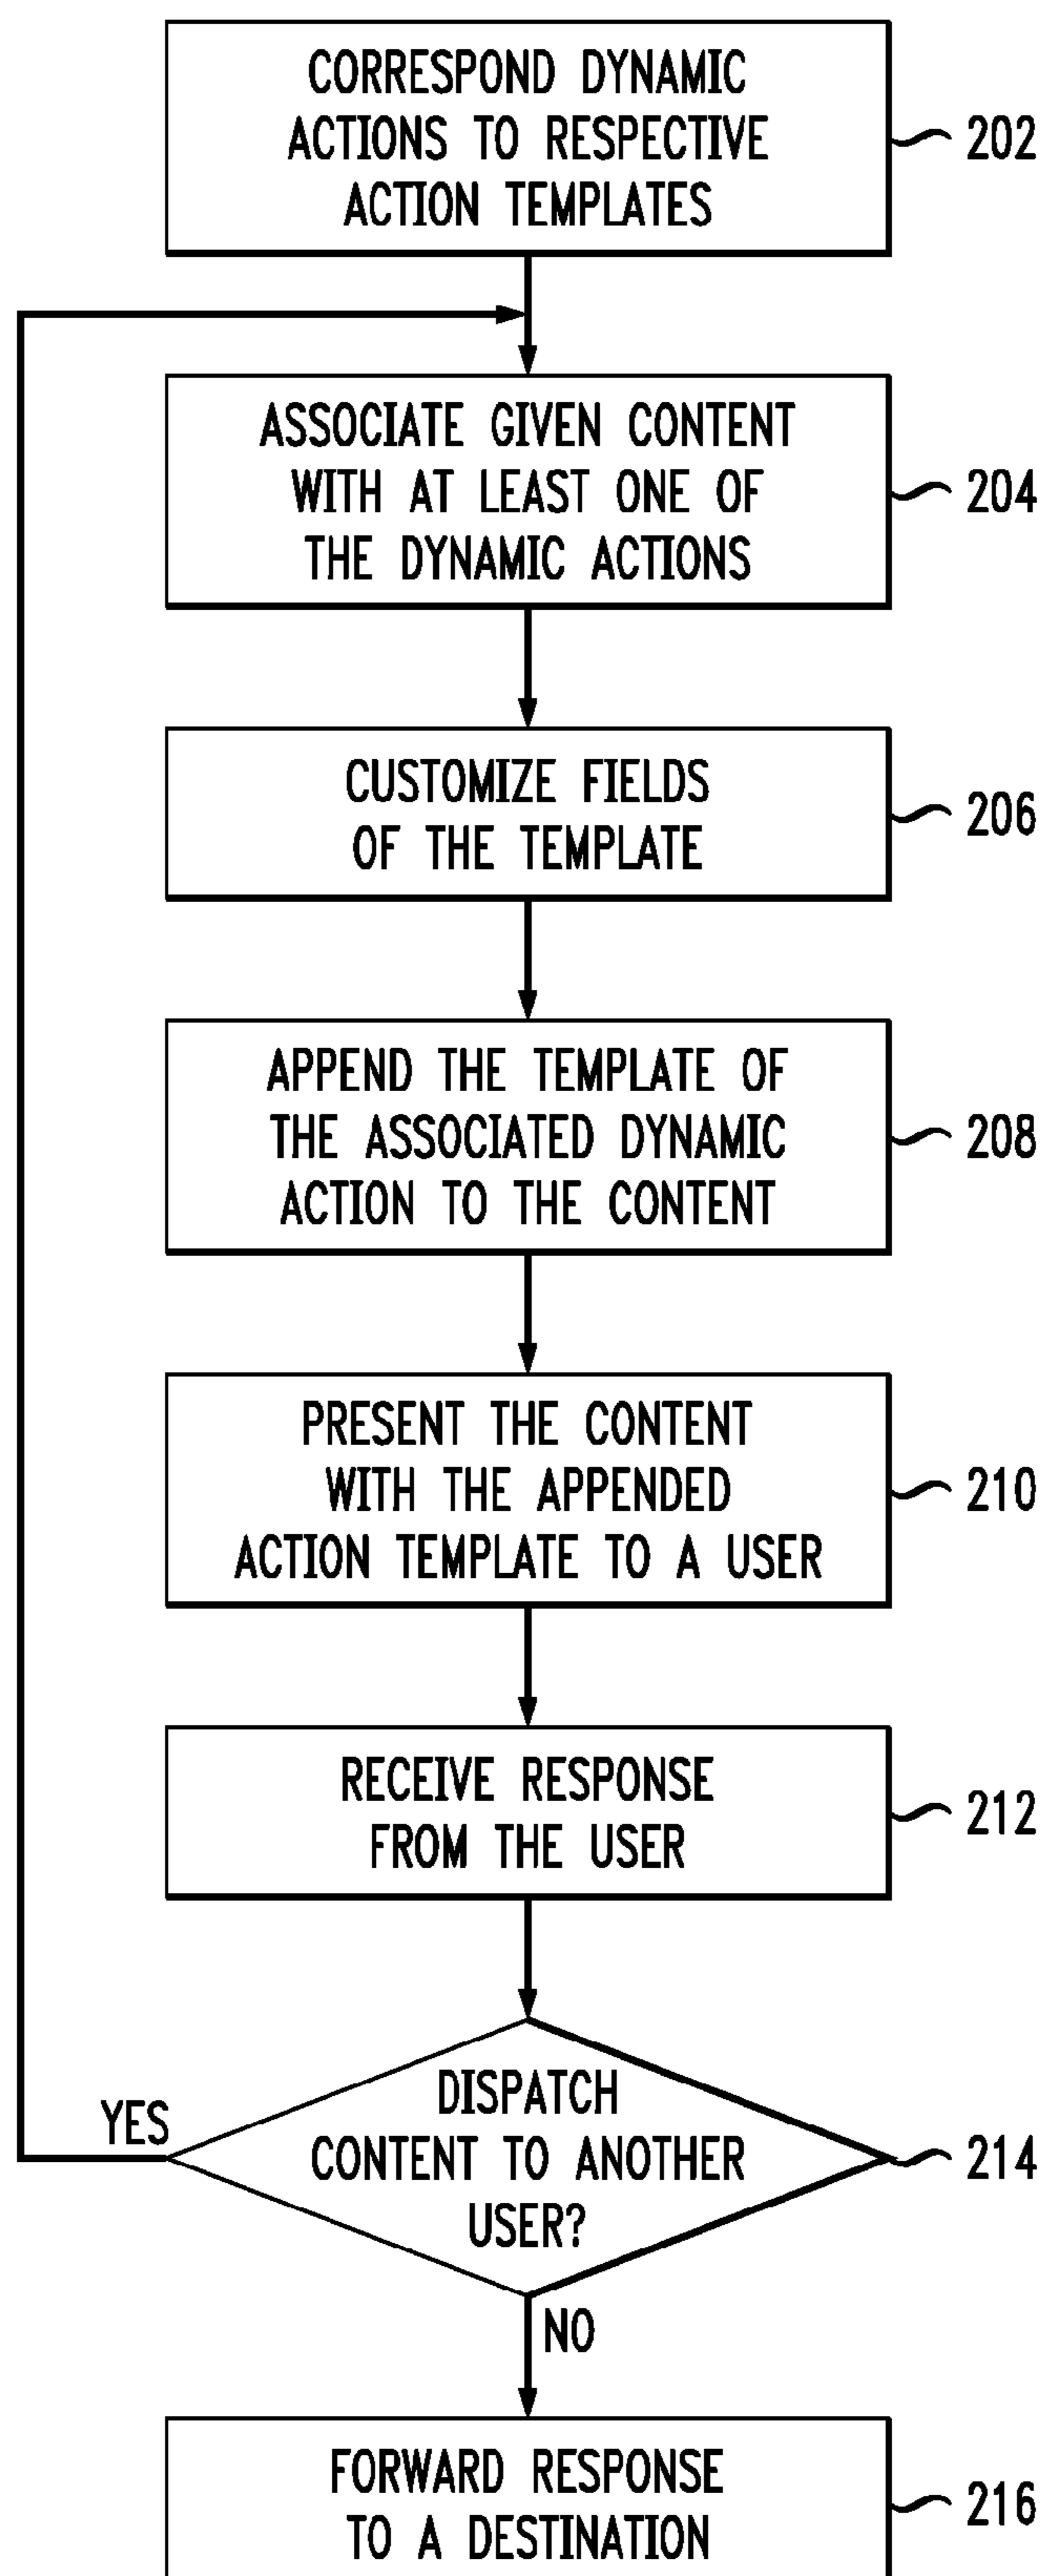 CORRESPOND DYNAMIC
ACTIONS TO RESPECTIVE
ACTION TEMPLATES
202
ASSOCIATE GIVEN CONTENT
WITH AT LEAST ONE OF
THE DYNAMIC ACTIONS
204
CUSTOMIZE FIELDS
OF THE TEMPLATE
206
APPEND THE TEMPLATE OF
THE ASSOCIATED DYNAMIC
ACTION TO THE CONTENT
208
PRESENT THE CONTENT
WITH THE APPENDED
ACTION TEMPLATE TO A USER
210
RECEIVE RESPONSE
FROM THE USER
212
DISPATCH
CONTENT TO ANOTHER
USER?
214
YES
NO
FORWARD RESPONSE
TO A DESTINATION
216